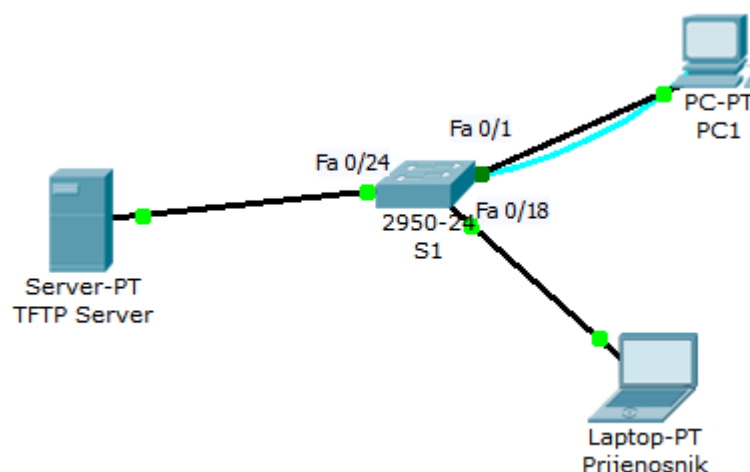 PC-PT
PC1
Fa 0/1
Fa 0/24
Fa 0/18
2950-24
S1
Server-PT
TFTP Server
Laptop-PT
Prijenosnik